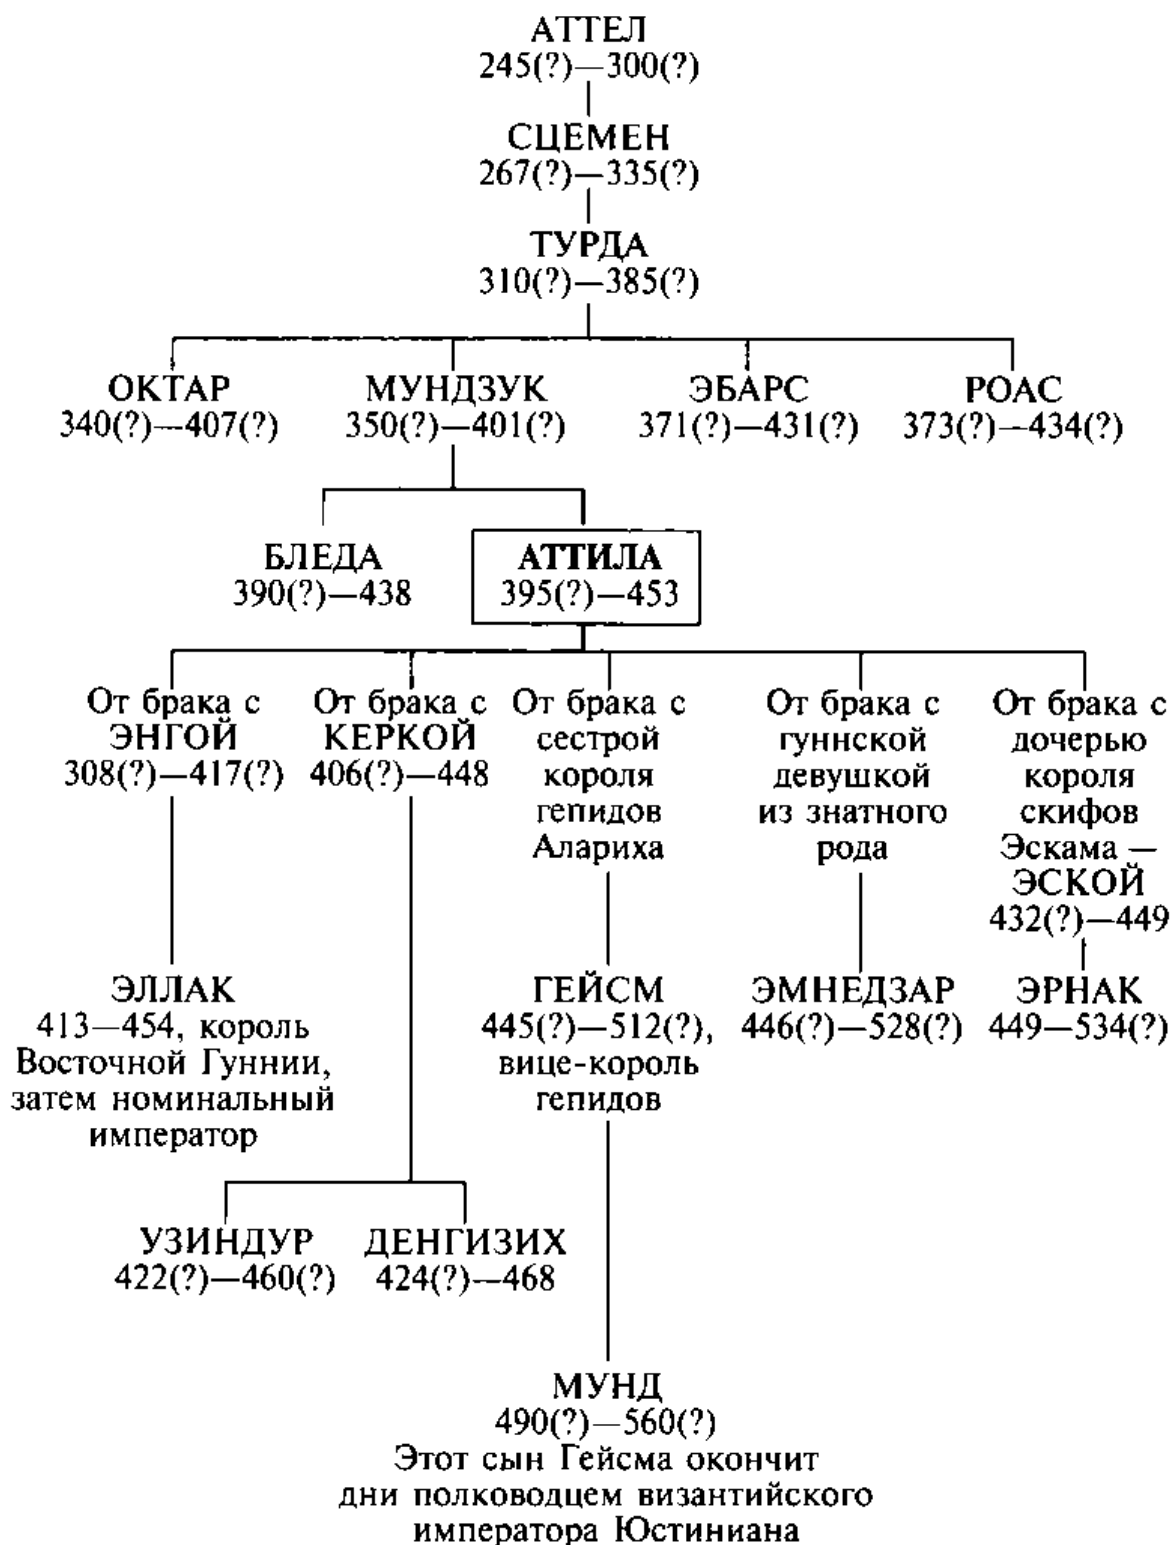 АТТЕЛ
245(?)—300(?)
СЦЕМЕН
267(?)—335(?)
ТУРДА
310(?)—385(?)
ОКТАР
340(?)—407(?)
МУНДЗУК
350(?)—401(?)
ЭБАРС
371(?)—431(?)
РОАС
373(?)—434(?)
БЛЕДА
390(?)—438
АТТИЛА
395(?)—453
От брака с
ЭНГОЙ
308(?)—417(?)
От брака с
КЕРКОЙ
406(?)—448
От брака с
сестрой
короля
гепидов
Алариха
От брака с
гуннской
девушкой
из знатного
рода
От брака с
дочерью
короля
скифов
Эскама —
ЭСКОЙ
432(?)—449
ЭЛЛАК
413—454, король
Восточной Гуннии,
затем номинальный
император
ГЕЙСМ
445(?)—512(?),
вице-король
гепидов
ЭМНЕДЗАР
446(?)—528(?)
ЭРНАК
449—534(?)
УЗИНДУР
422(?)—460(?)
ДЕНГИЗИХ
424(?)—468
МУНД
490(?)—560(?)
Этот сын Гейсма окончит
дни полководцем византийского
императора Юстиниана